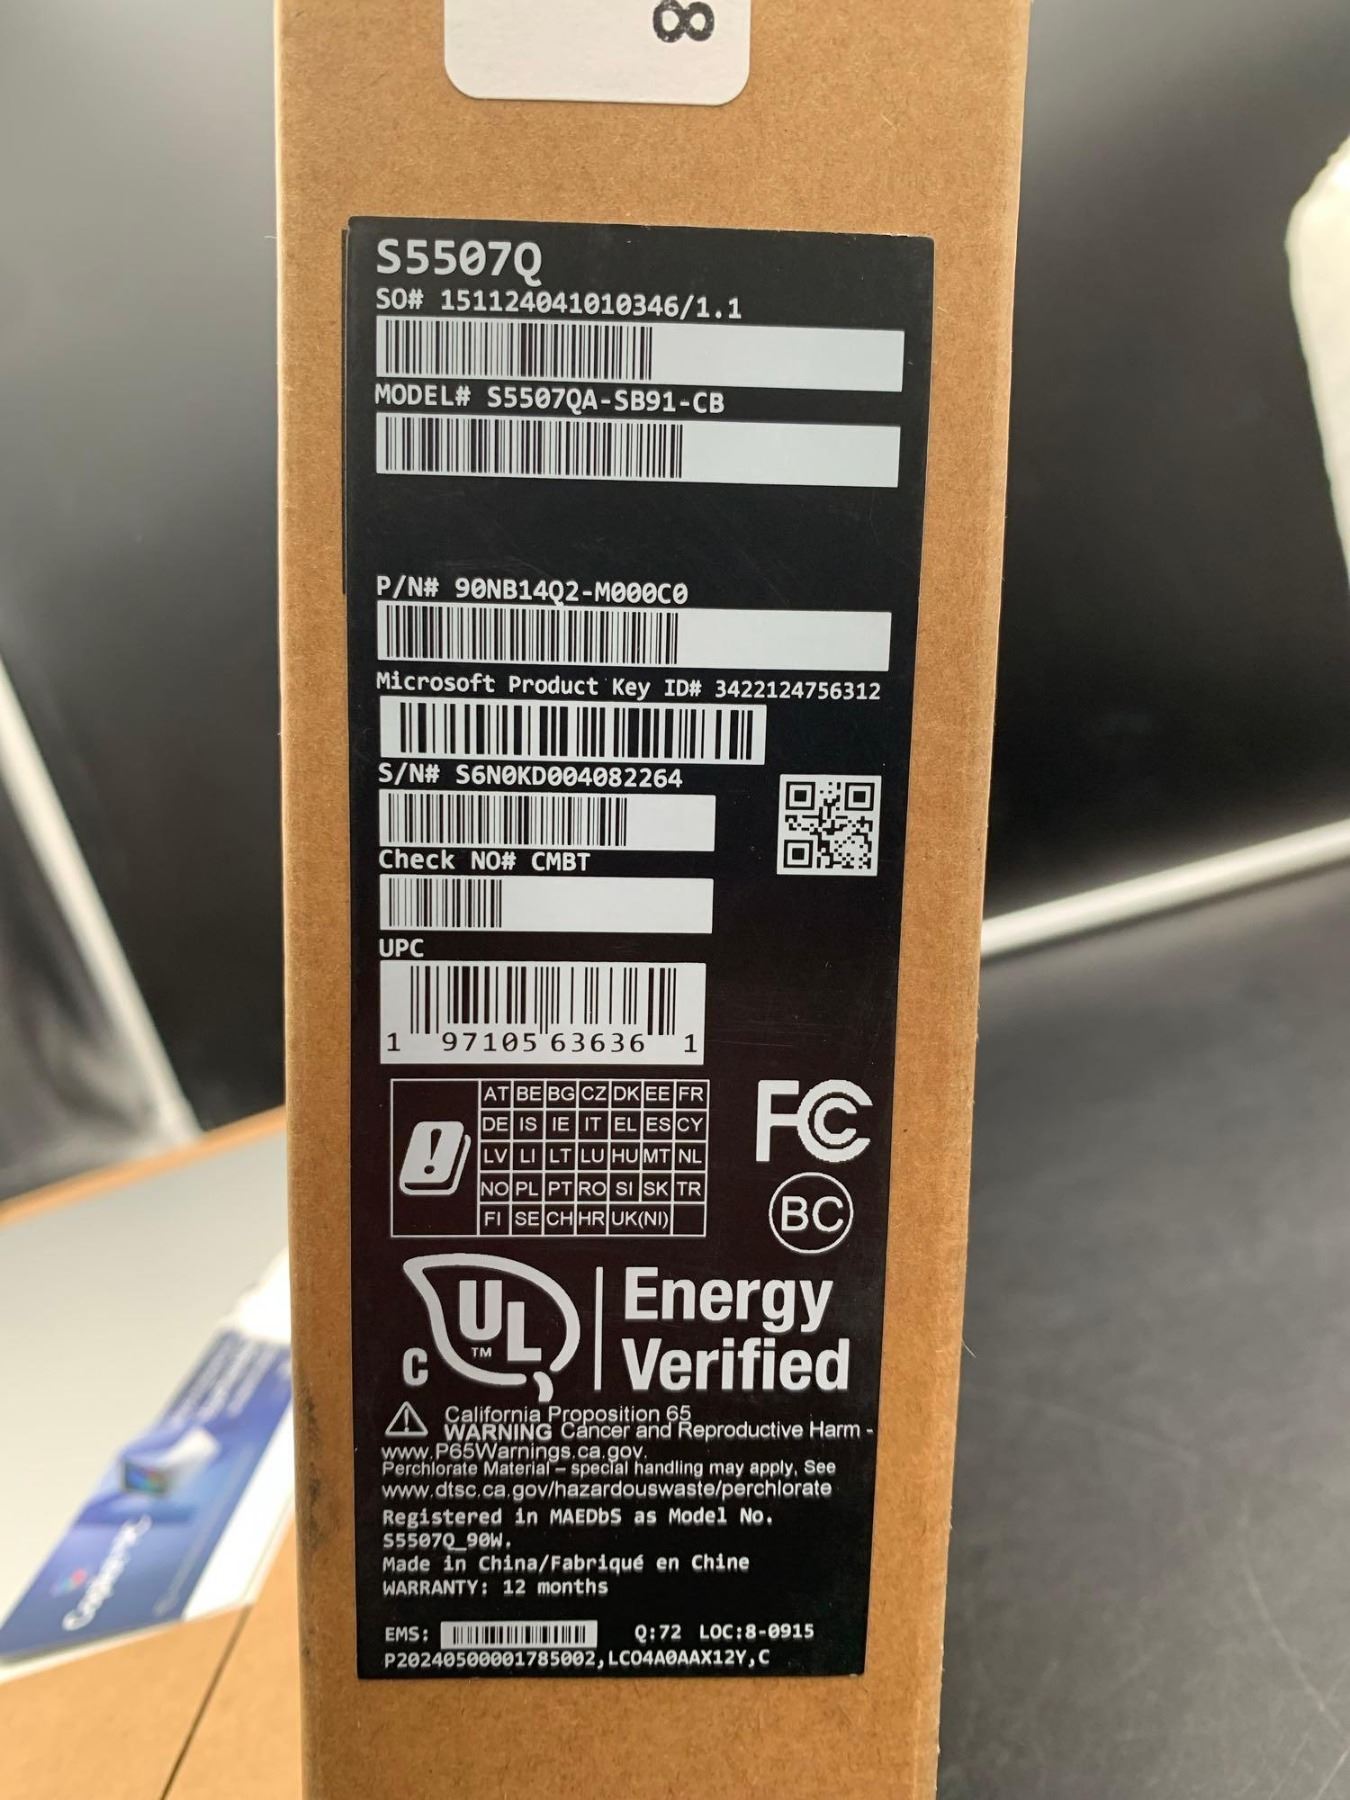 8
S5507Q
SO# 151124041010346/1.1
MODEL# S5507QA-SB91-CB
P/N# 90NB14Q2-M000C0
Microsoft Product Key ID# 3422124756312
S/N# S6N0KD004082264
Check NO# CMBT
UPC
1 97105 63636 1
AT BE BG CZ DK EE FR
DE IS IE IT EL ES CY
LV LI LT LU HU MT NL
NO PL PT RO SI SK TR
FI SE CH HR UK(NI)
FC
BC
C UL TM
Energy
Verified
California Proposition 65
WARNING Cancer and Reproductive Harm -
www.P65Warnings.ca.gov.
Perchlorate Material – special handling may apply, See
www.dtsc.ca.gov/hazardouswaste/perchlorate
Registered in MAEDbS as Model No.
S5507Q_90W.
Made in China/Fabriqué en Chine
WARRANTY: 12 months
EMS: Q:72 LOC:8-0915
P20240500001785002,LCO4A0AAX12Y,C